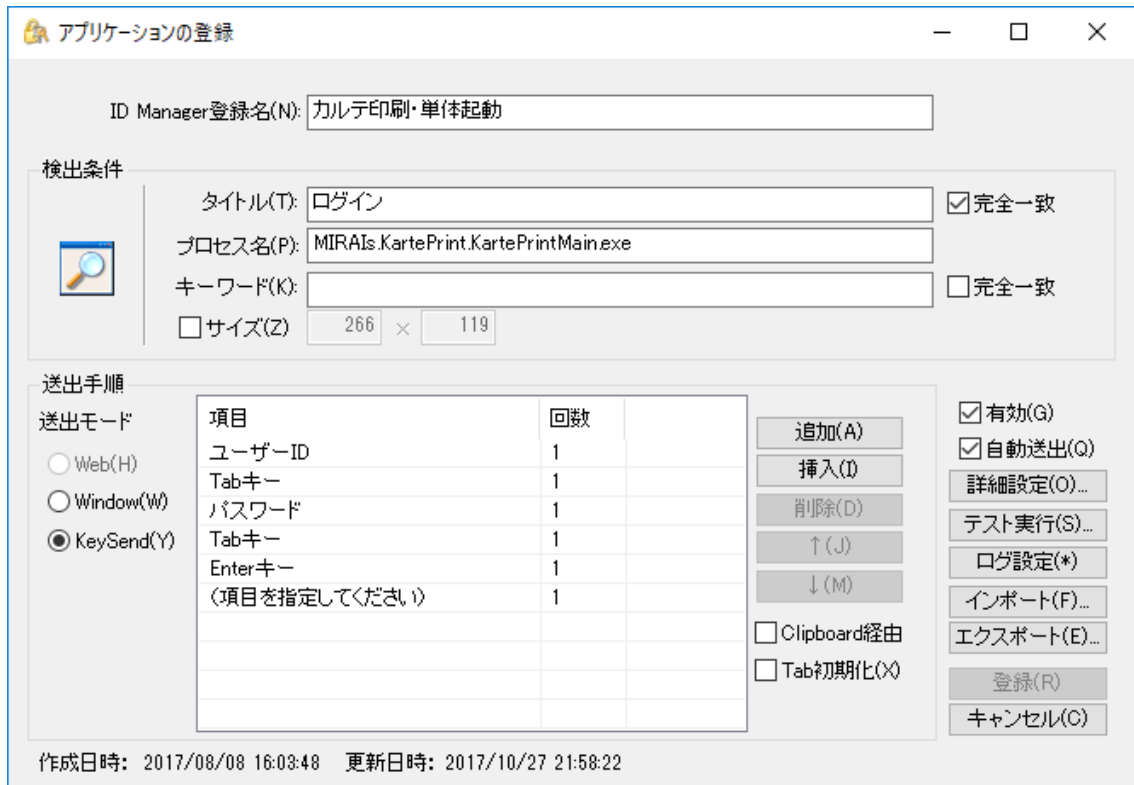 アプリケーションの登録
ID Manager登録名(N): カルテ印刷・単体起動
検出条件
タイトル(T): ログイン 完全一致
プロセス名(P): MIRAIs.KartePrint.KartePrintMain.exe
キーワード(K): 完全一致
サイズ(Z) 266 × 119
送出手順
送出モード
Web(H)
Window(W)
KeySend(Y)
項目 回数
ユーザーID 1
Tabキー 1
パスワード 1
Tabキー 1
Enterキー 1
(項目を指定してください) 1
追加(A)
挿入(I)
削除(D)
↑(J)
↓(M)
Clipboard経由
Tab初期化(X)
有効(G)
自動送出(Q)
詳細設定(O)...
テスト実行(S)...
ログ設定(*)
インポート(F)...
エクスポート(E)...
登録(R)
キャンセル(C)
作成日時: 2017/08/08 16:03:48 更新日時: 2017/10/27 21:58:22